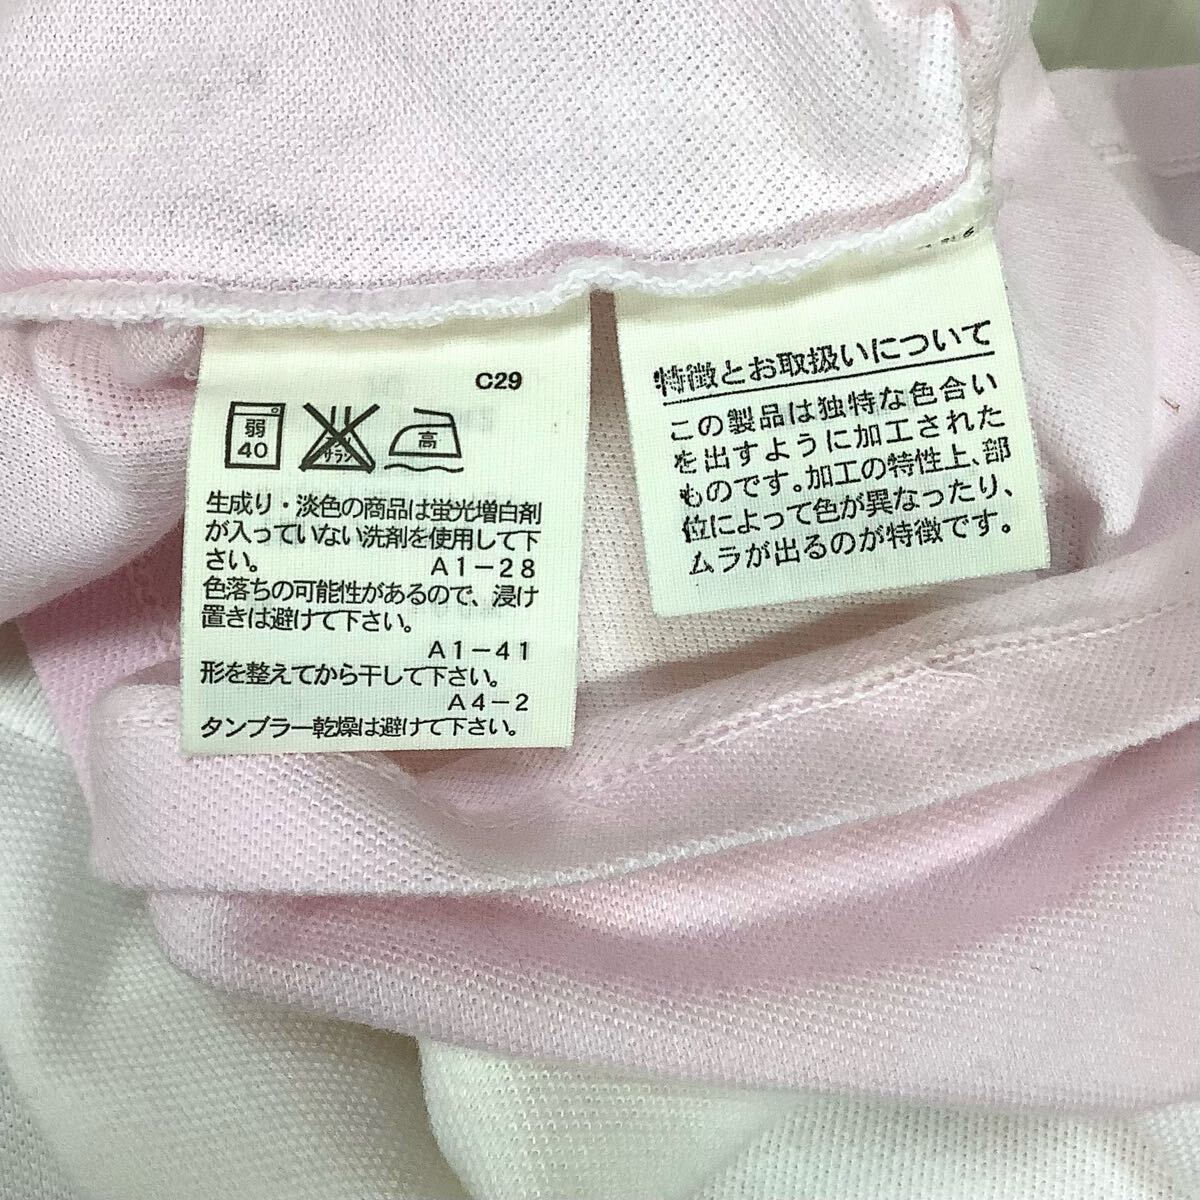 C29
弱
40
サラシ
高
生成り・淡色の商品は蛍光増白剤
が入っていない洗剤を使用して下
さい。 A1-28
色落ちの可能性があるので、浸け
置きは避けて下さい。
A1-41
形を整えてから干して下さい。
A4-2
タンブラー乾燥は避けて下さい。
特徴とお取扱いについて
この製品は独特な色合い
を出すように加工された
ものです。加工の特性上、部
位によって色が異なったり、
ムラが出るのが特徴です。